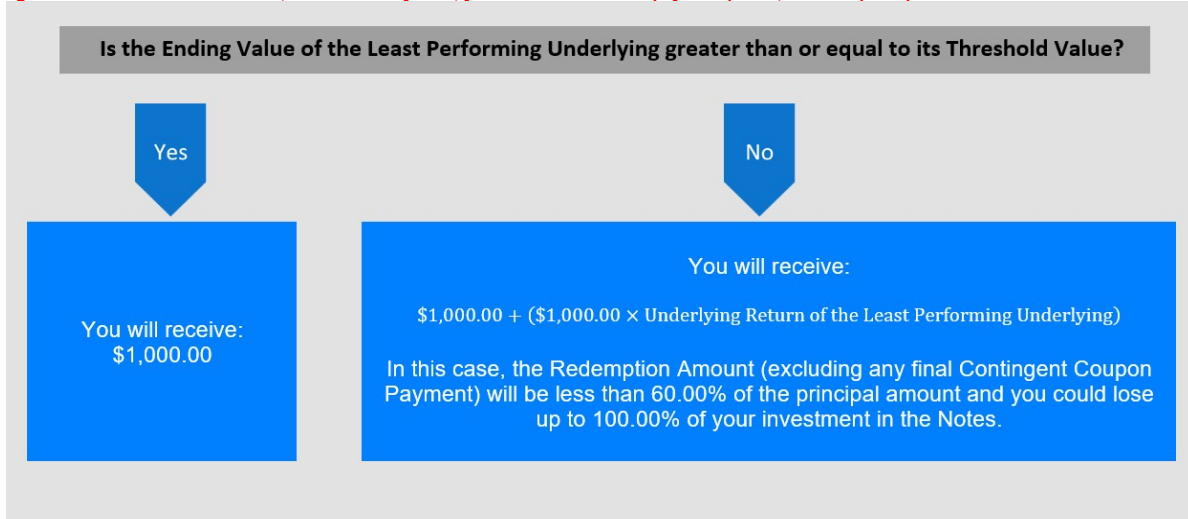 Is the Ending Value of the Least Performing Underlying greater than or equal to its Threshold Value?
Yes
No
You will receive:
$1,000.00
You will receive:
$1,000.00 + ($1,000.00 × Underlying Return of the Least Performing Underlying)
In this case, the Redemption Amount (excluding any final Contingent Coupon
Payment) will be less than 60.00% of the principal amount and you could lose
up to 100.00% of your investment in the Notes.